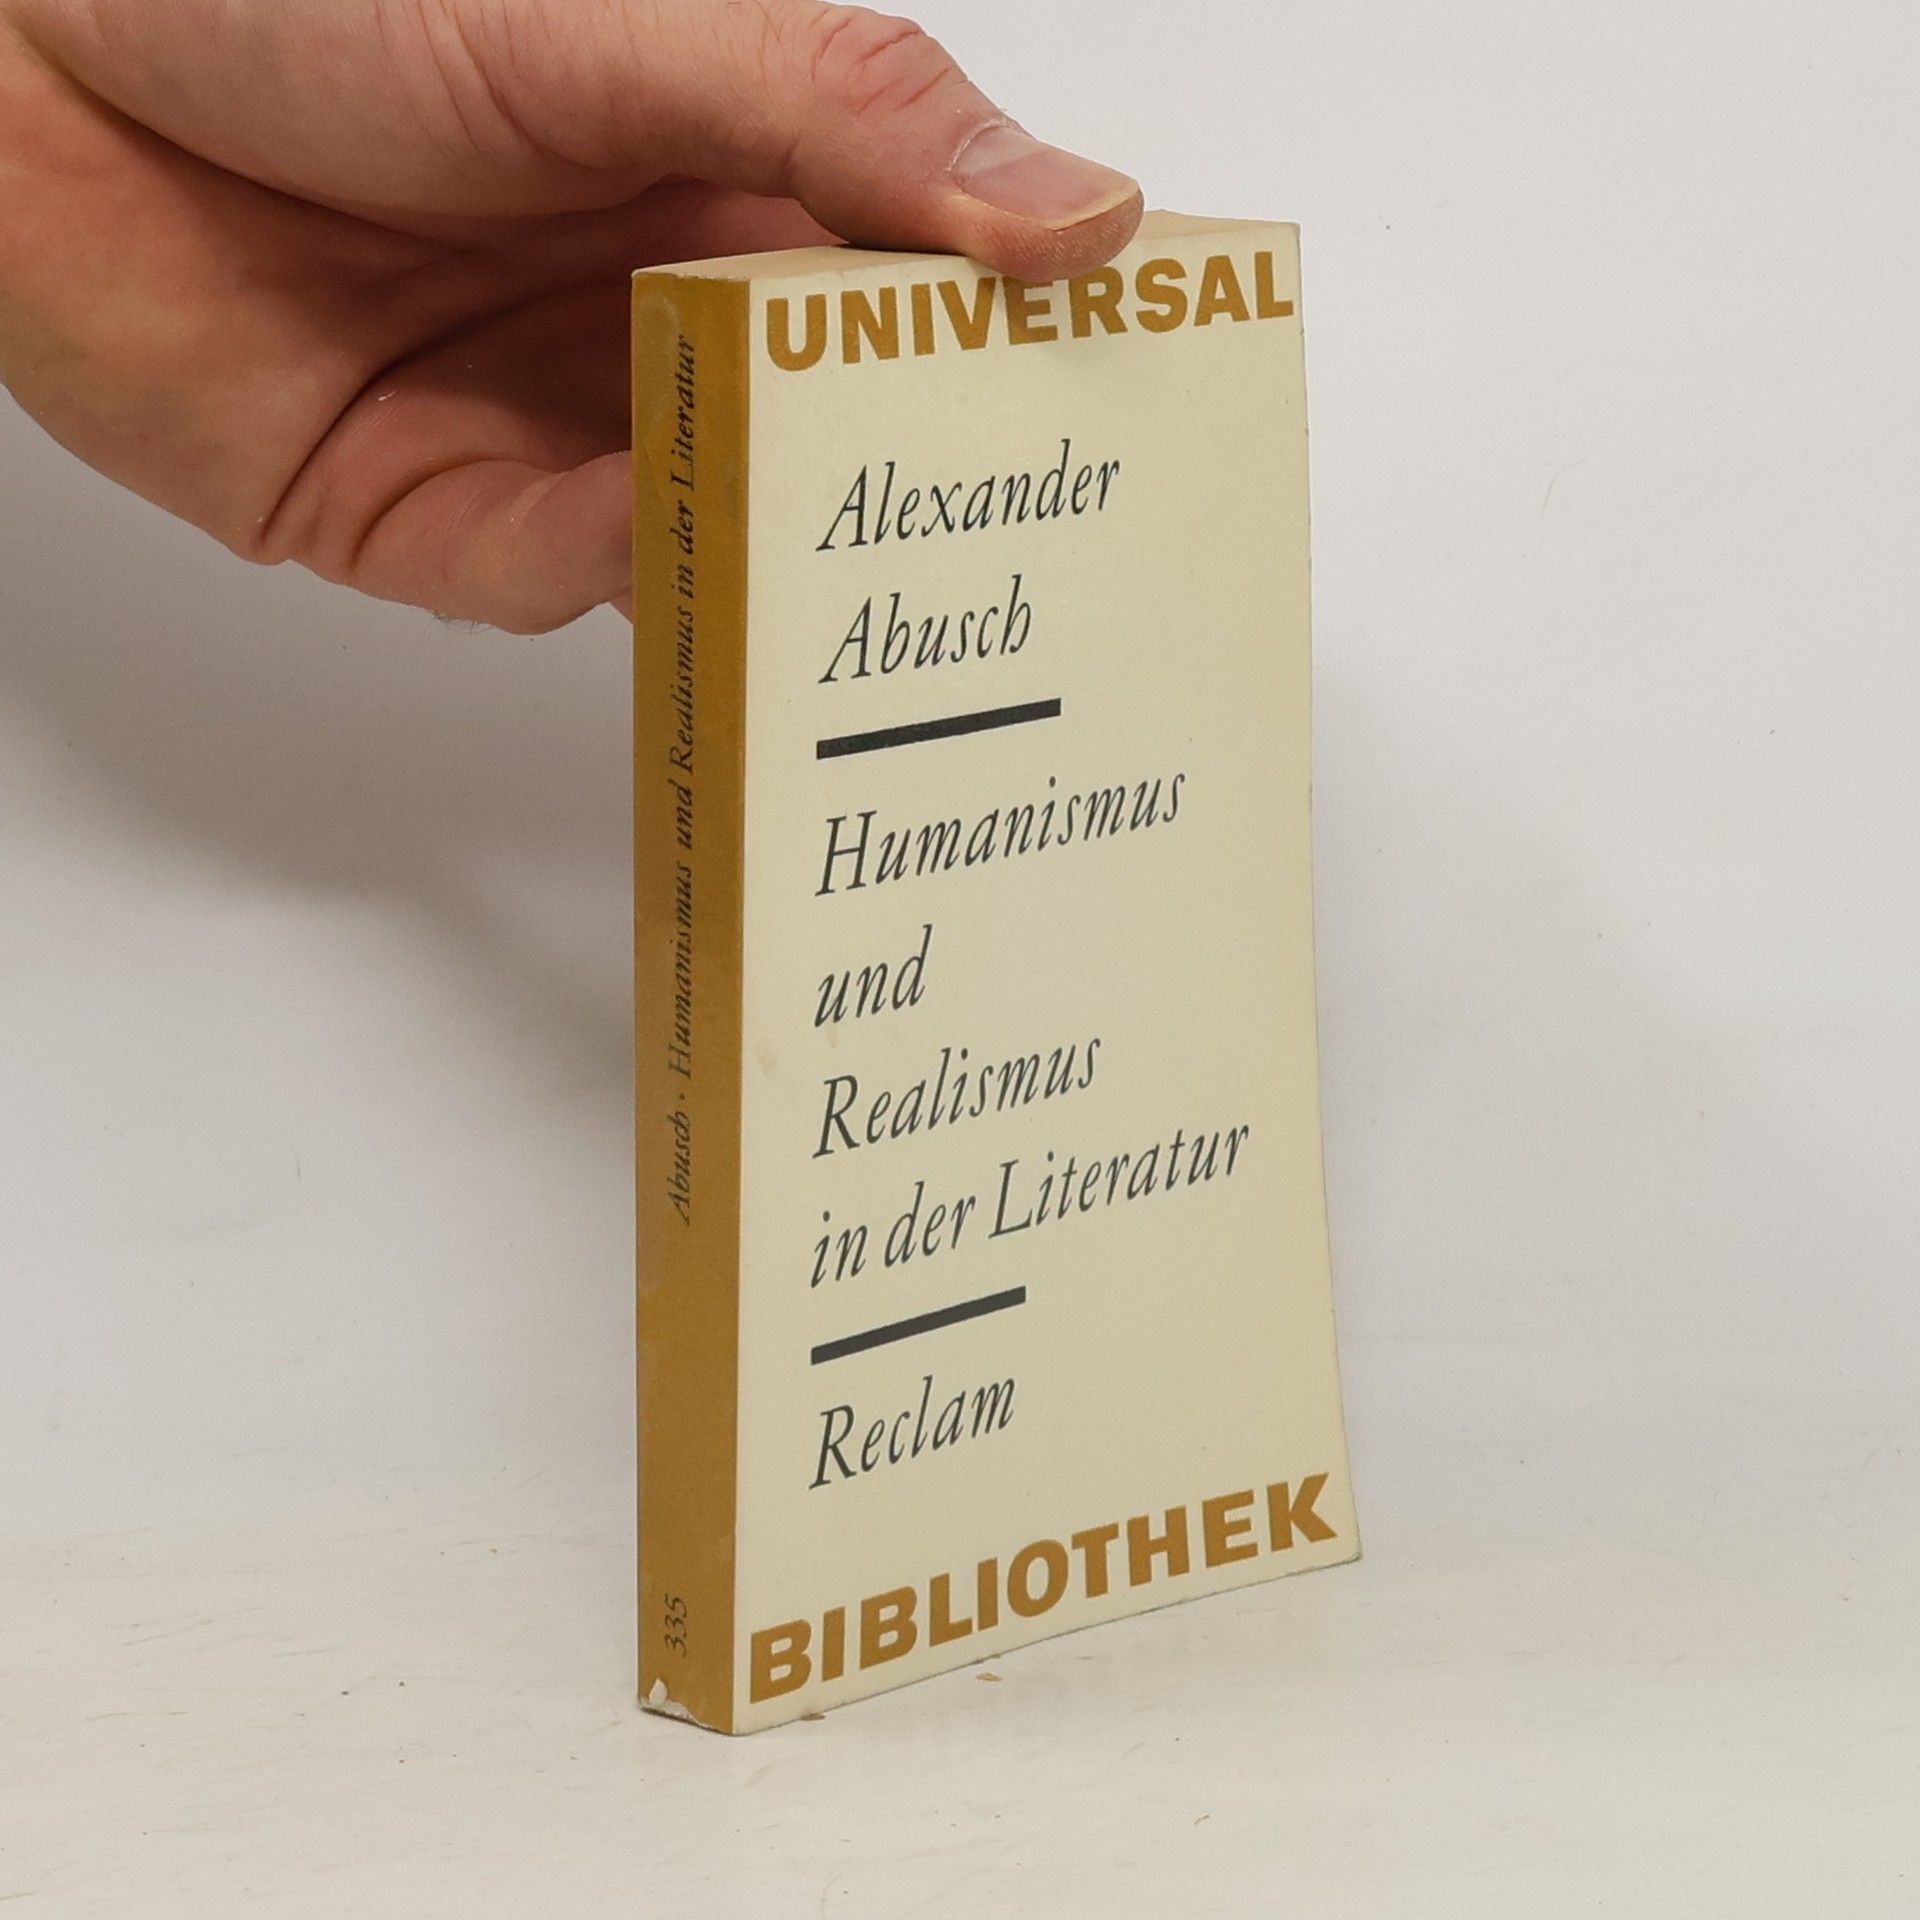 UNIVERSAL
Alexander
Abusch
Humanismus
und
Realismus
in der Literatur
Reclam
BIBLIOTHEK
Abusch · Humanismus und Realismus in der Literatur
335